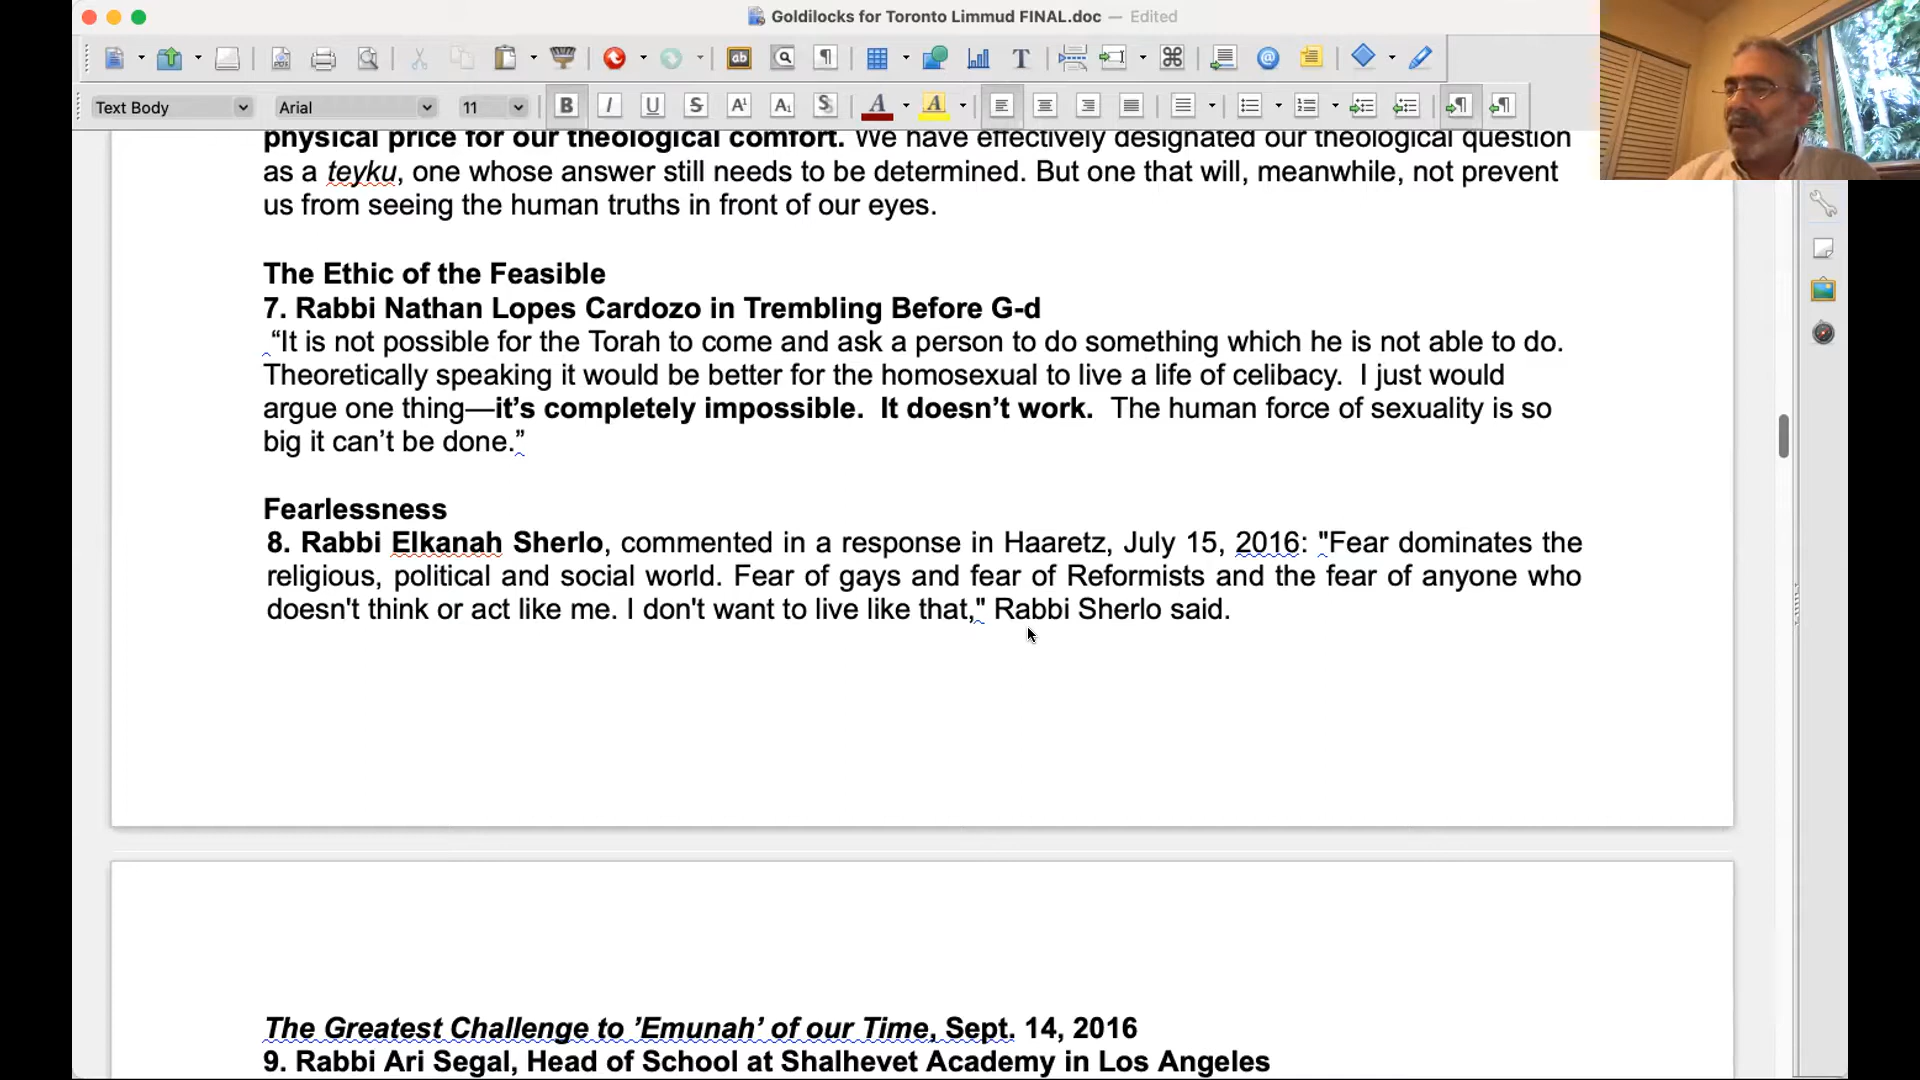 Goldilocks for Toronto Limmud FINAL.doc — Edited
Text Body
Arial
11
physical price for our theological comfort. We have effectively designated our theological question
as a teyku, one whose answer still needs to be determined. But one that will, meanwhile, not prevent
us from seeing the human truths in front of our eyes.
The Ethic of the Feasible
7. Rabbi Nathan Lopes Cardozo in Trembling Before G-d
“It is not possible for the Torah to come and ask a person to do something which he is not able to do.
Theoretically speaking it would be better for the homosexual to live a life of celibacy.  I just would
argue one thing—it’s completely impossible.  It doesn’t work.  The human force of sexuality is so
big it can’t be done.”
Fearlessness
8. Rabbi Elkanah Sherlo, commented in a response in Haaretz, July 15, 2016: "Fear dominates the
religious, political and social world. Fear of gays and fear of Reformists and the fear of anyone who
doesn't think or act like me. I don't want to live like that," Rabbi Sherlo said.
The Greatest Challenge to ’Emunah’ of our Time, Sept. 14, 2016
9. Rabbi Ari Segal, Head of School at Shalhevet Academy in Los Angeles